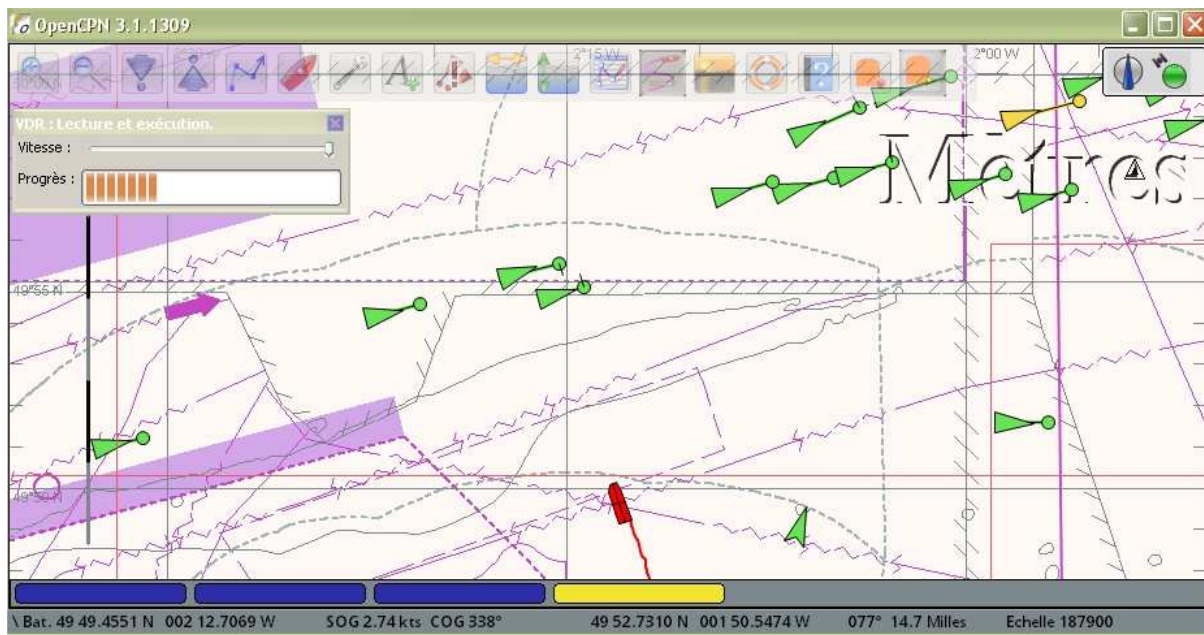 OpenCPN 3.1.1309
2°15 W
2°00 W
VDR : Lecture et exécution.
Vitesse :
Progrès :
Mètres
49°55 N
49°50 N
\ Bat. 49 49.4551 N 002 12.7069 W SOG 2.74 kts COG 338° 49 52.7310 N 001 50.5474 W 077° 14.7 Milles Echelle 187900